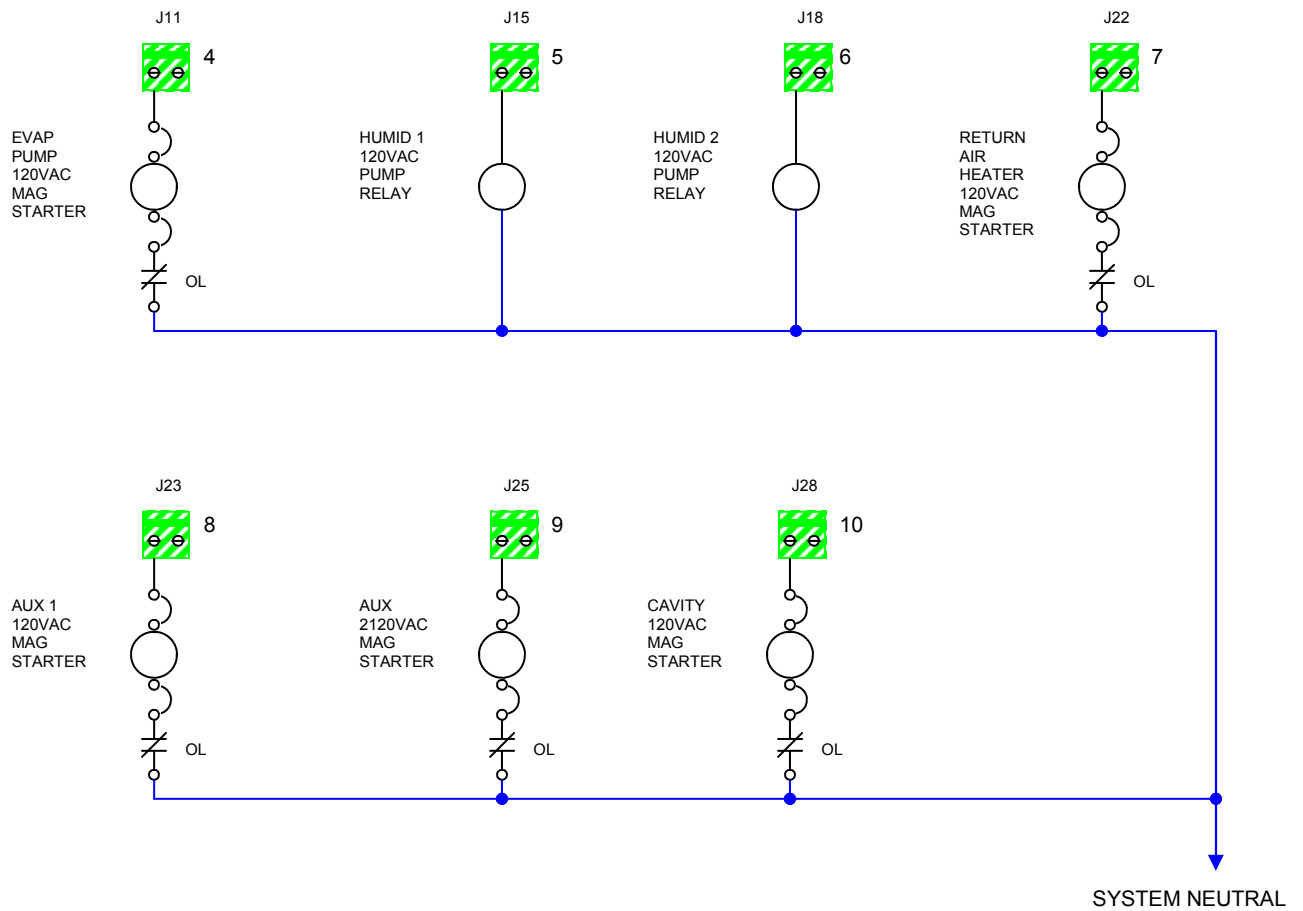 J11
4
EVAP
PUMP
120VAC
MAG
STARTER
OL
J15
5
HUMID 1
120VAC
PUMP
RELAY
J18
6
HUMID 2
120VAC
PUMP
RELAY
J22
7
RETURN
AIR
HEATER
120VAC
MAG
STARTER
OL
J23
8
AUX 1
120VAC
MAG
STARTER
OL
J25
9
AUX
2120VAC
MAG
STARTER
OL
J28
10
CAVITY
120VAC
MAG
STARTER
OL
SYSTEM NEUTRAL